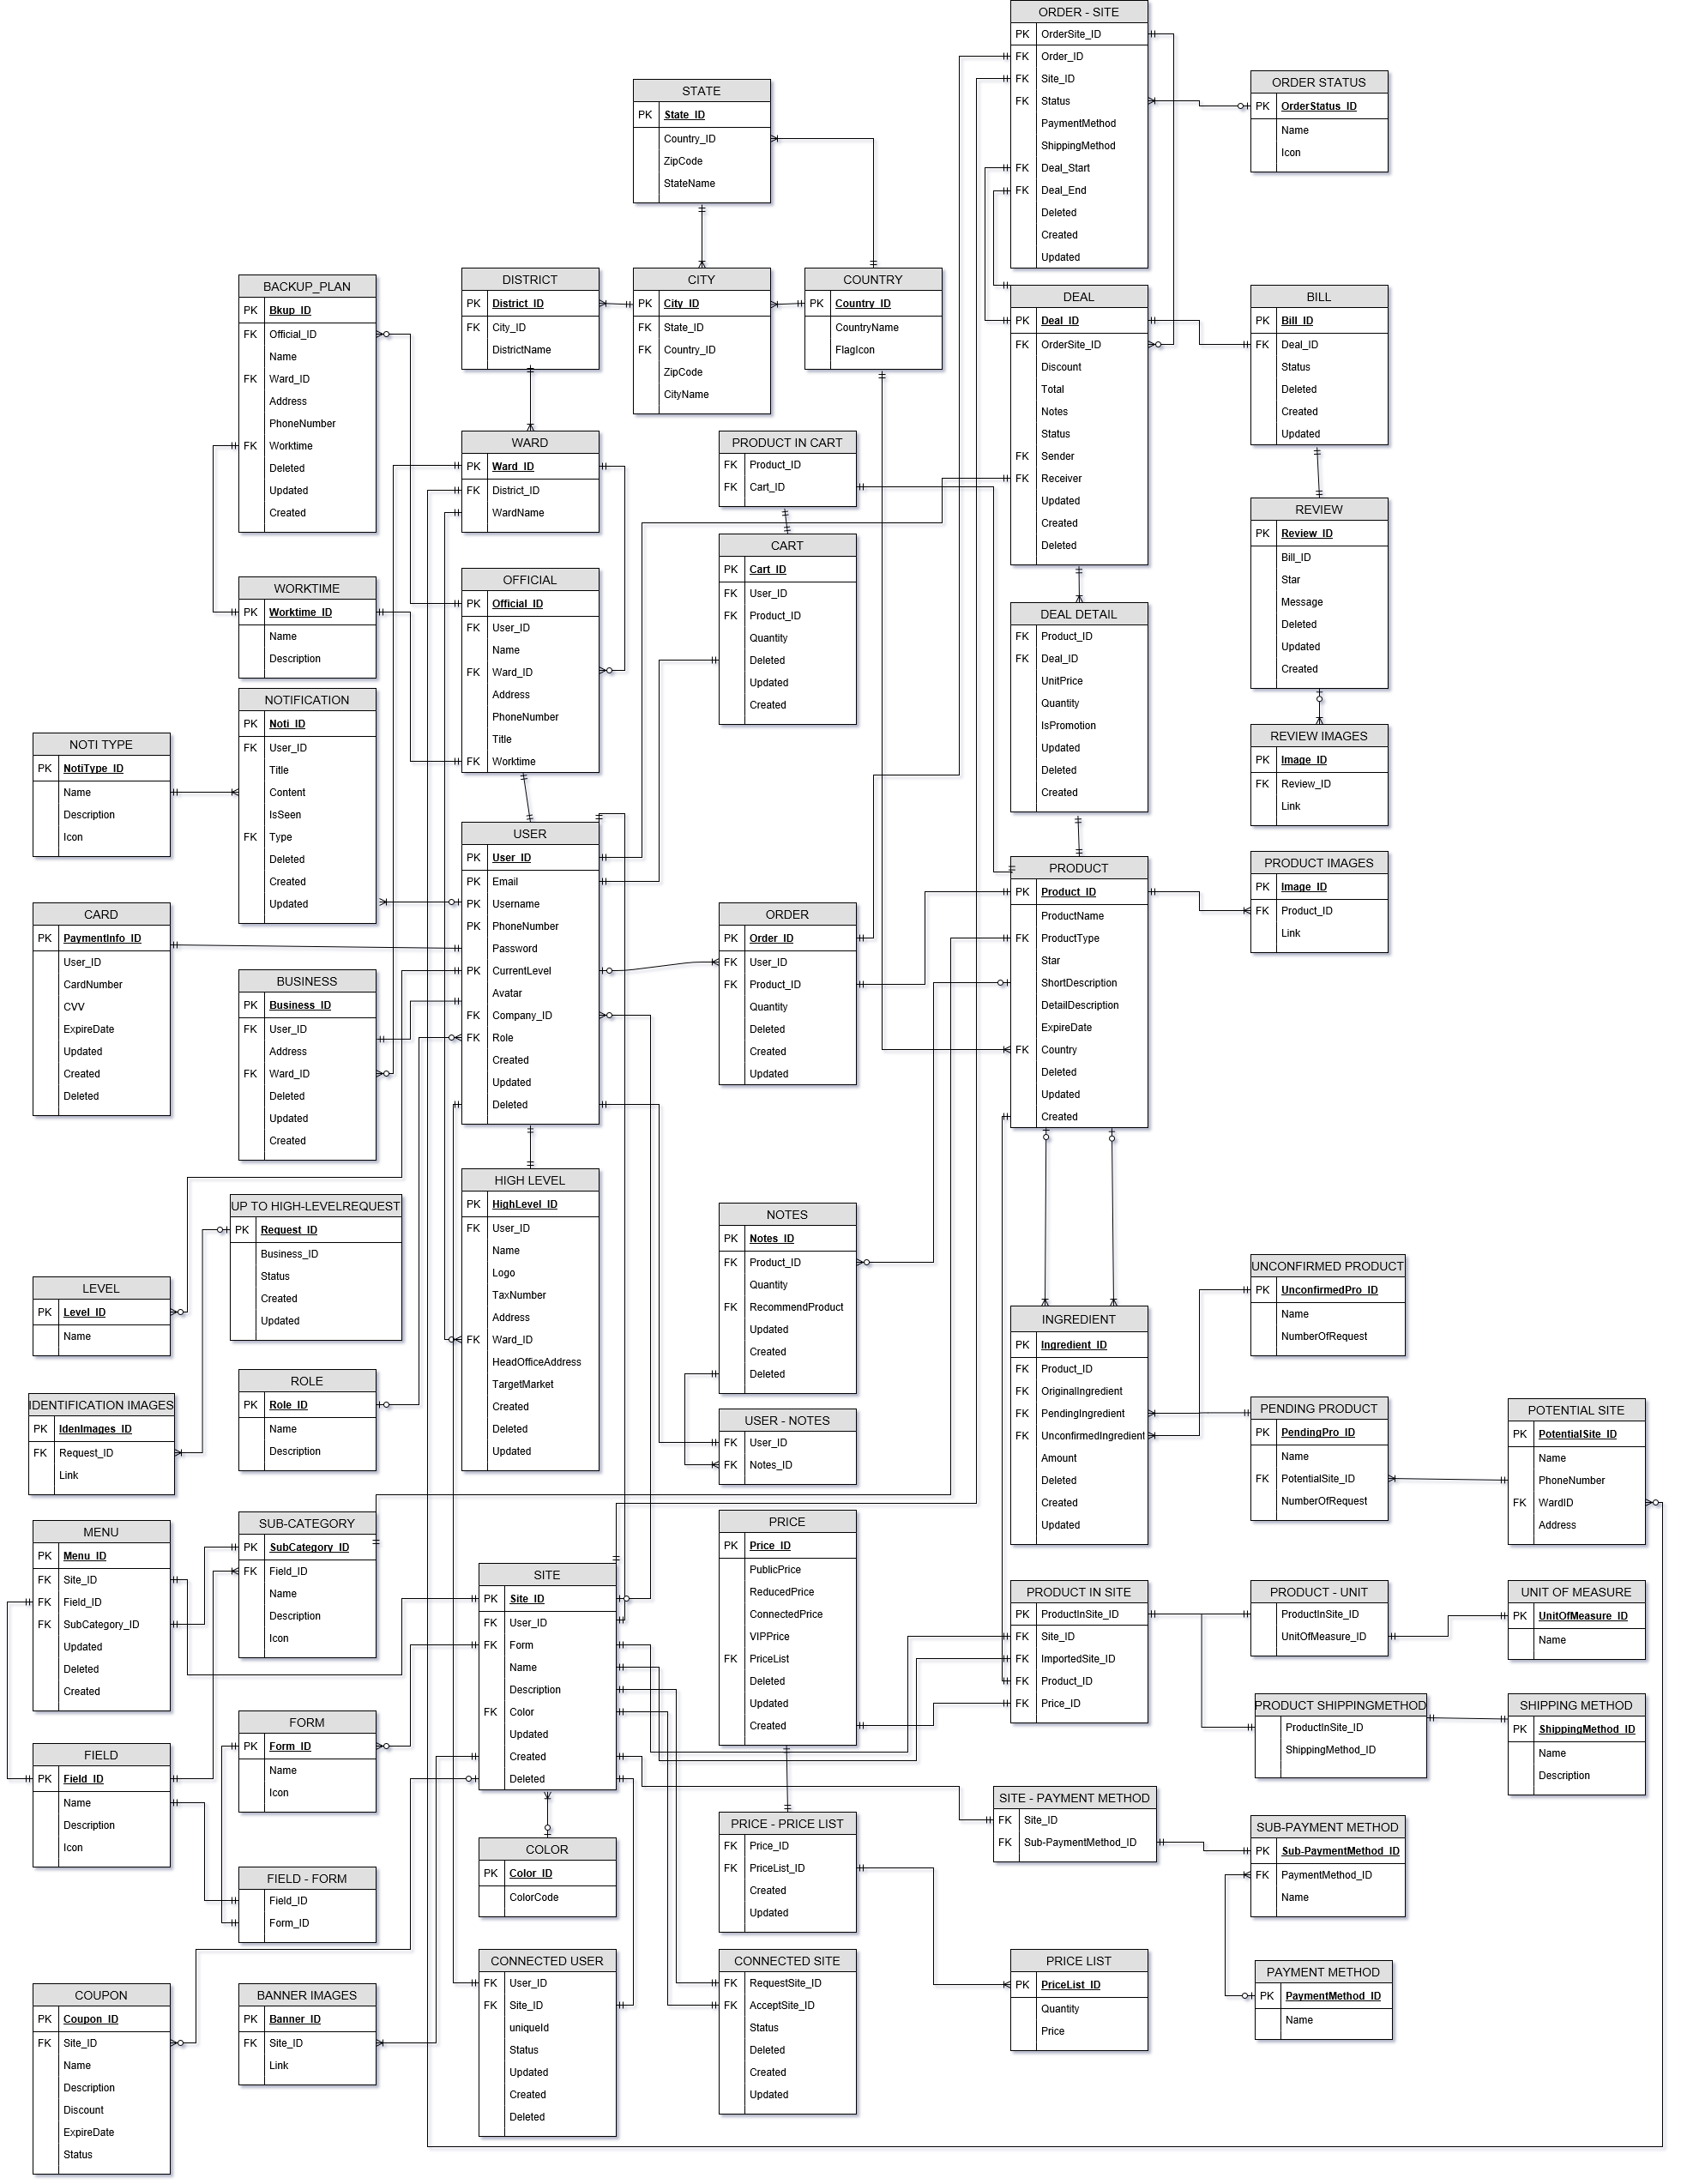 ORDER - SITE
PK OrderSite_ID
FK Order_ID
FK Site_ID
FK Status
PaymentMethod
ShippingMethod
FK Deal_Start
FK Deal_End
Deleted
Created
Updated
ORDER STATUS
PK OrderStatus_ID
Name
Icon
STATE
PK State_ID
Country_ID
ZipCode
StateName
BACKUP_PLAN
PK Bkup_ID
FK Official_ID
Name
FK Ward_ID
Address
PhoneNumber
FK Worktime
Deleted
Updated
Created
DISTRICT
PK District_ID
FK City_ID
DistrictName
CITY
PK City_ID
FK State_ID
FK Country_ID
ZipCode
CityName
COUNTRY
PK Country_ID
CountryName
FlagIcon
DEAL
PK Deal_ID
FK OrderSite_ID
Discount
Total
Notes
Status
FK Sender
FK Receiver
Updated
Created
Deleted
BILL
PK Bill_ID
FK Deal_ID
Status
Deleted
Created
Updated
WARD
PK Ward_ID
FK District_ID
WardName
PRODUCT IN CART
FK Product_ID
FK Cart_ID
REVIEW
PK Review_ID
Bill_ID
Star
Message
Deleted
Updated
Created
CART
PK Cart_ID
FK User_ID
FK Product_ID
Quantity
Deleted
Updated
Created
WORKTIME
PK Worktime_ID
Name
Description
OFFICIAL
PK Official_ID
FK User_ID
Name
FK Ward_ID
Address
PhoneNumber
Title
FK Worktime
DEAL DETAIL
FK Product_ID
FK Deal_ID
UnitPrice
Quantity
IsPromotion
Updated
Deleted
Created
NOTIFICATION
PK Noti_ID
FK User_ID
Title
Content
IsSeen
FK Type
Deleted
Created
Updated
NOTI TYPE
PK NotiType_ID
Name
Description
Icon
REVIEW IMAGES
PK Image_ID
FK Review_ID
Link
USER
PK User_ID
PK Email
PK Username
PK PhoneNumber
Password
PK CurrentLevel
Avatar
FK Company_ID
FK Role
Created
Updated
Deleted
PRODUCT
PK Product_ID
ProductName
FK ProductType
Star
ShortDescription
DetailDescription
ExpireDate
FK Country
Deleted
Updated
Created
PRODUCT IMAGES
PK Image_ID
FK Product_ID
Link
CARD
PK PaymentInfo_ID
User_ID
CardNumber
CVV
ExpireDate
Updated
Created
Deleted
ORDER
PK Order_ID
FK User_ID
FK Product_ID
Quantity
Deleted
Created
Updated
BUSINESS
PK Business_ID
FK User_ID
Address
FK Ward_ID
Deleted
Updated
Created
HIGH LEVEL
PK HighLevel_ID
FK User_ID
Name
Logo
TaxNumber
Address
FK Ward_ID
HeadOfficeAddress
TargetMarket
Created
Deleted
Updated
UP TO HIGH-LEVELREQUEST
PK Request_ID
Business_ID
Status
Created
Updated
NOTES
PK Notes_ID
FK Product_ID
Quantity
FK RecommendProduct
Updated
Created
Deleted
LEVEL
PK Level_ID
Name
UNCONFIRMED PRODUCT
PK UnconfirmedPro_ID
Name
NumberOfRequest
INGREDIENT
PK Ingredient_ID
FK Product_ID
FK OriginalIngredient
FK PendingIngredient
FK UnconfirmedIngredient
Amount
Deleted
Created
Updated
ROLE
PK Role_ID
Name
Description
IDENTIFICATION IMAGES
PK IdenImages_ID
FK Request_ID
Link
USER - NOTES
FK User_ID
FK Notes_ID
PENDING PRODUCT
PK PendingPro_ID
Name
FK PotentialSite_ID
NumberOfRequest
POTENTIAL SITE
PK PotentialSite_ID
Name
PhoneNumber
FK WardID
Address
MENU
PK Menu_ID
FK Site_ID
FK Field_ID
FK SubCategory_ID
Updated
Deleted
Created
SUB-CATEGORY
PK SubCategory_ID
FK Field_ID
Name
Description
Icon
PRICE
PK Price_ID
PublicPrice
ReducedPrice
ConnectedPrice
VIPPrice
FK PriceList
Deleted
Updated
Created
SITE
PK Site_ID
FK User_ID
FK Form
Name
Description
FK Color
Updated
Created
Deleted
PRODUCT IN SITE
PK ProductInSite_ID
FK Site_ID
FK ImportedSite_ID
FK Product_ID
FK Price_ID
PRODUCT - UNIT
ProductInSite_ID
UnitOfMeasure_ID
UNIT OF MEASURE
PK UnitOfMeasure_ID
Name
PRODUCT SHIPPINGMETHOD
ProductInSite_ID
ShippingMethod_ID
SHIPPING METHOD
PK ShippingMethod_ID
Name
Description
FORM
PK Form_ID
Name
Icon
FIELD
PK Field_ID
Name
Description
Icon
SITE - PAYMENT METHOD
FK Site_ID
FK Sub-PaymentMethod_ID
SUB-PAYMENT METHOD
PK Sub-PaymentMethod_ID
FK PaymentMethod_ID
Name
PRICE - PRICE LIST
FK Price_ID
FK PriceList_ID
Created
Updated
COLOR
PK Color_ID
ColorCode
FIELD - FORM
Field_ID
Form_ID
CONNECTED USER
FK User_ID
FK Site_ID
uniqueId
Status
Updated
Created
Deleted
CONNECTED SITE
FK RequestSite_ID
FK AcceptSite_ID
Status
Deleted
Created
Updated
PRICE LIST
PK PriceList_ID
Quantity
Price
PAYMENT METHOD
PK PaymentMethod_ID
Name
COUPON
PK Coupon_ID
FK Site_ID
Name
Description
Discount
ExpireDate
Status
BANNER IMAGES
PK Banner_ID
FK Site_ID
Link